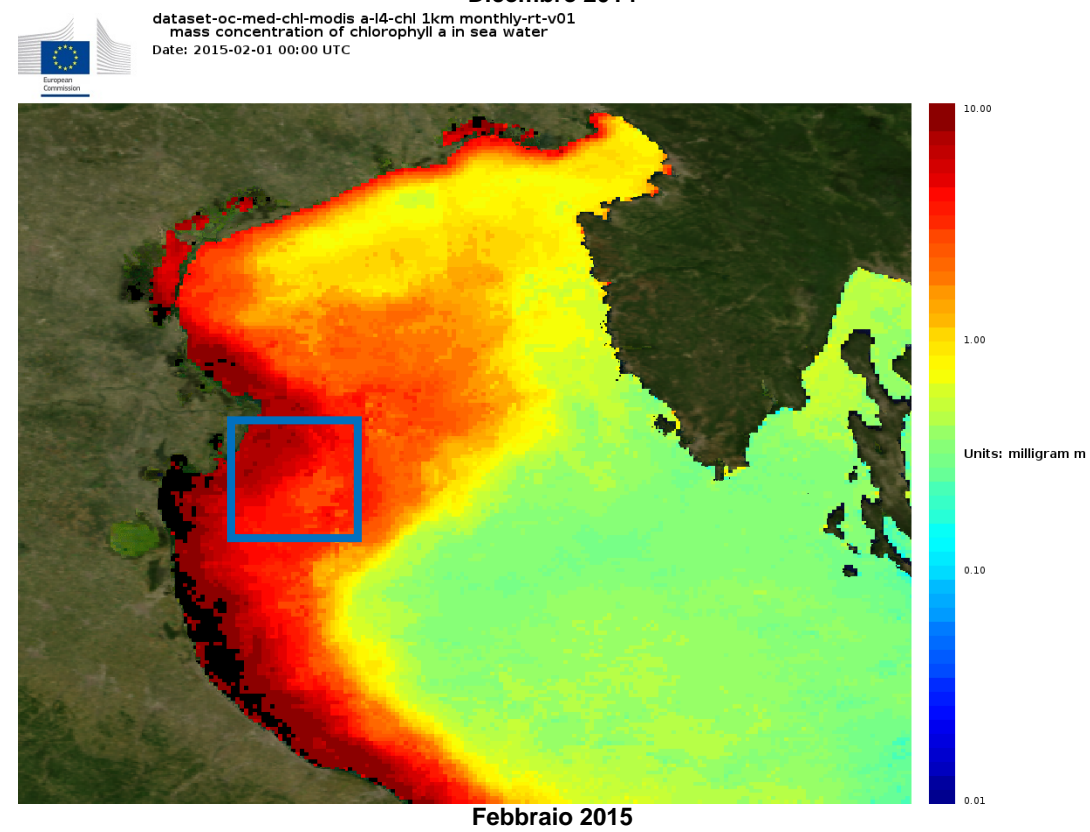 dataset-oc-med-chl-modis a-l4-chl 1km monthly-rt-v01
mass concentration of chlorophyll a in sea water
Date: 2015-02-01 00:00 UTC
European
Commission
10.00
1.00
Units: milligram m
0.10
0.01
Febbraio 2015